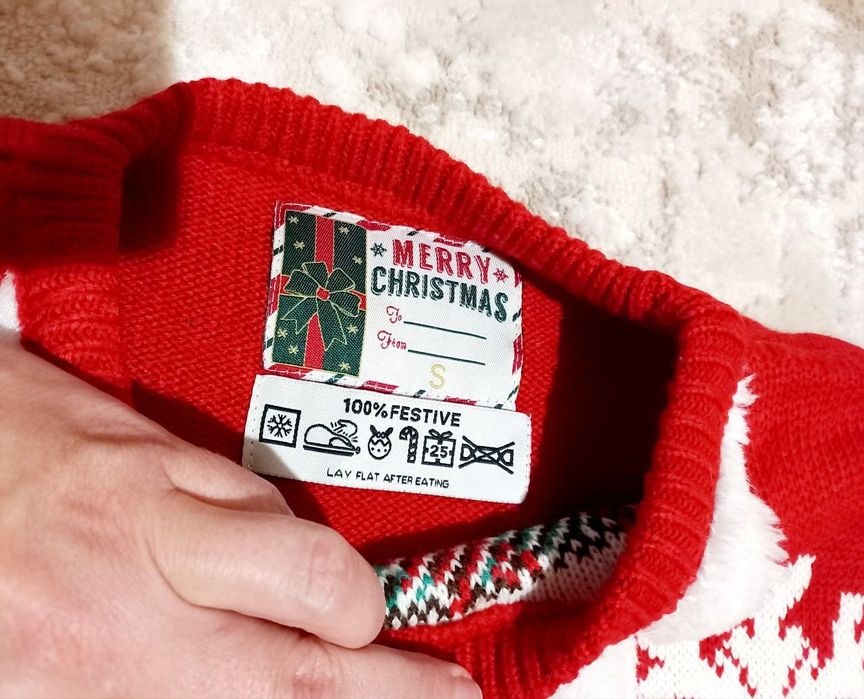 MERRY
CHRISTMAS
To
From
S
100% FESTIVE
25
LAY FLAT AFTER EATING